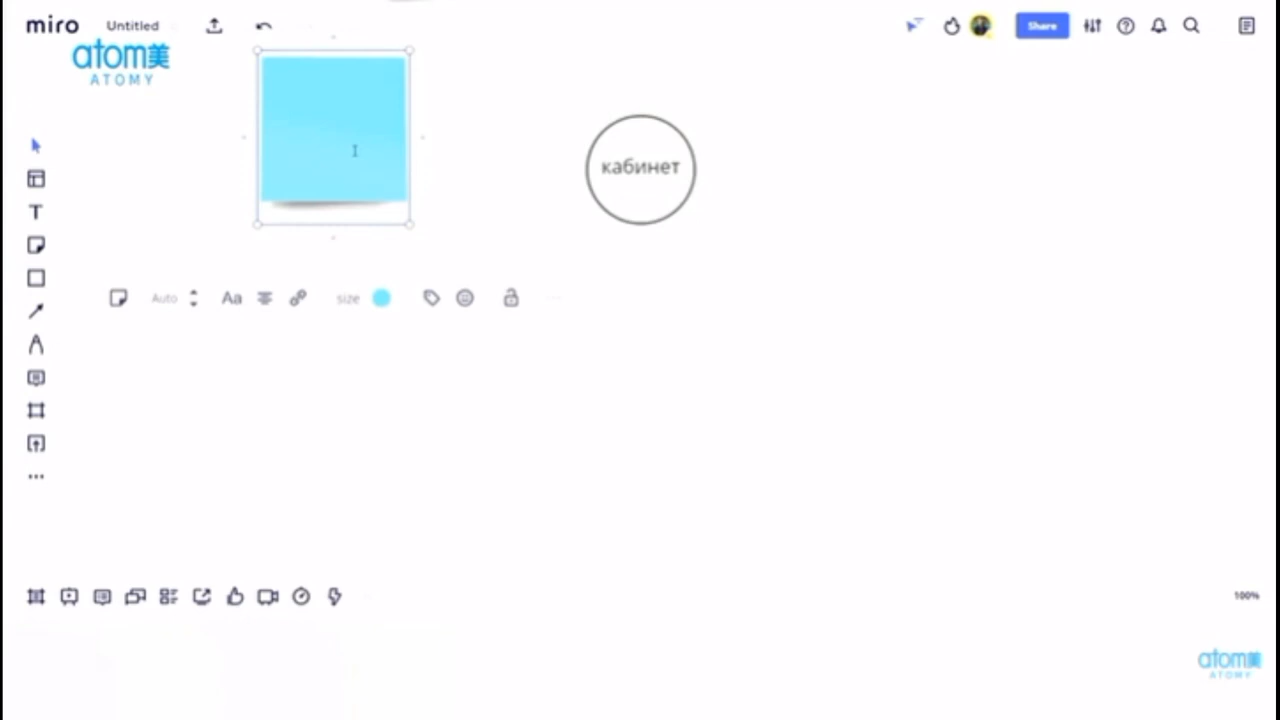 miro
Untitled
Share
atom美
ATOMY
кабинет
Auto
Aa
size
100%
atom美
ATOMY